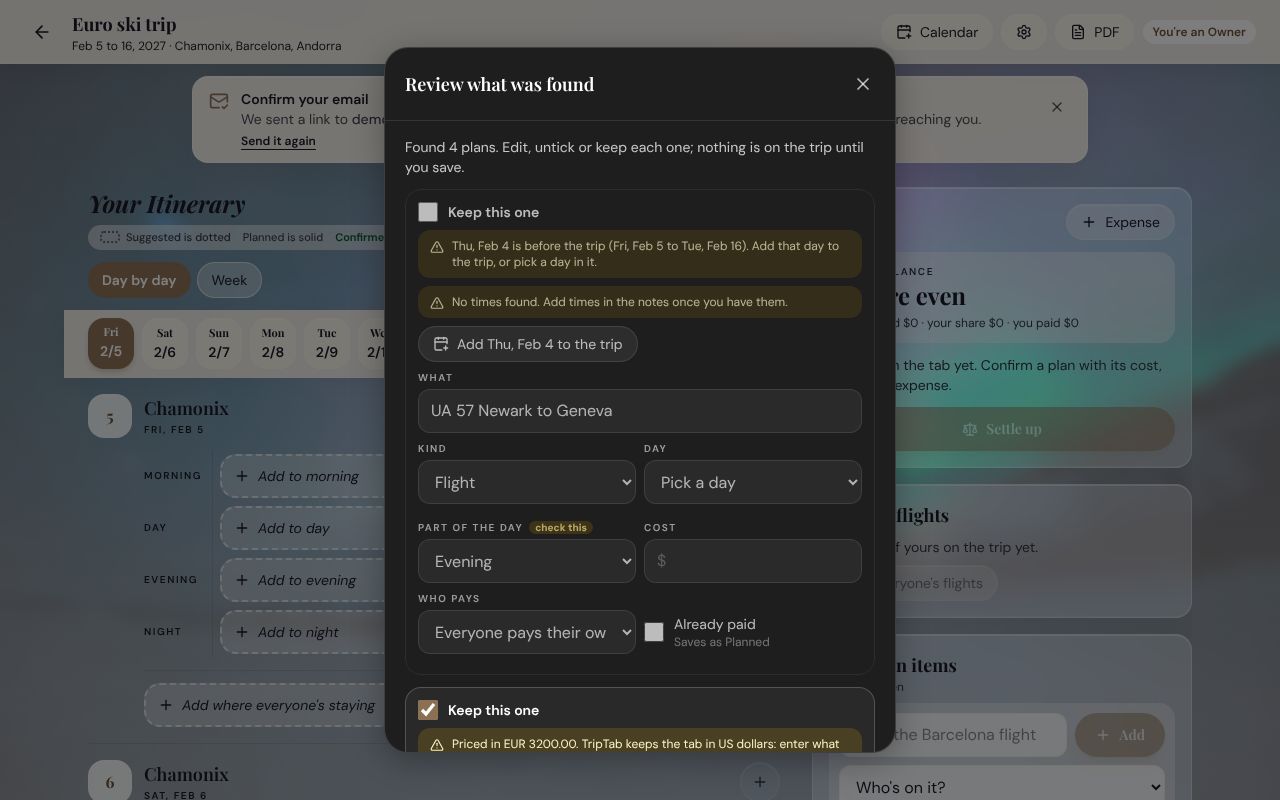 Euro ski trip
Feb 5 to 16, 2027 · Chamonix, Barcelona, Andorra
Calendar
PDF
You're an Owner
Confirm your email
We sent a link to
reaching you.
Send it again
Your Itinerary
Suggested is dotted Planned is solid
Day by day
Week
Fri
2/5
Sat
2/6
Sun
2/7
Mon
2/8
Tue
2/9
5
Chamonix
FRI, FEB 5
MORNING
+ Add to morning
DAY
+ Add to day
EVENING
+ Add to evening
NIGHT
+ Add to night
+ Add where everyone's staying
6
Chamonix
SAT, FEB 6
+
Review what was found
Found 4 plans. Edit, untick or keep each one; nothing is on the trip until
you save.
Keep this one
Thu, Feb 4 is before the trip (Fri, Feb 5 to Tue, Feb 16). Add that day to
the trip, or pick a day in it.
No times found. Add times in the notes once you have them.
Add Thu, Feb 4 to the trip
WHAT
UA 57 Newark to Geneva
KIND
DAY
Flight
Pick a day
PART OF THE DAY check this
COST
Evening
$
WHO PAYS
Everyone pays their ow
Already paid
Saves as Planned
Keep this one
Priced in EUR 3200.00. TripTab keeps the tab in US dollars: enter what
+ Expense
even
$0 · your share $0 · you paid $0
the tab yet. Confirm a plan with its cost,
expense.
Settle up
flights
yours on the trip yet.
flights
items
the Barcelona flight
+ Add
Who's on it?